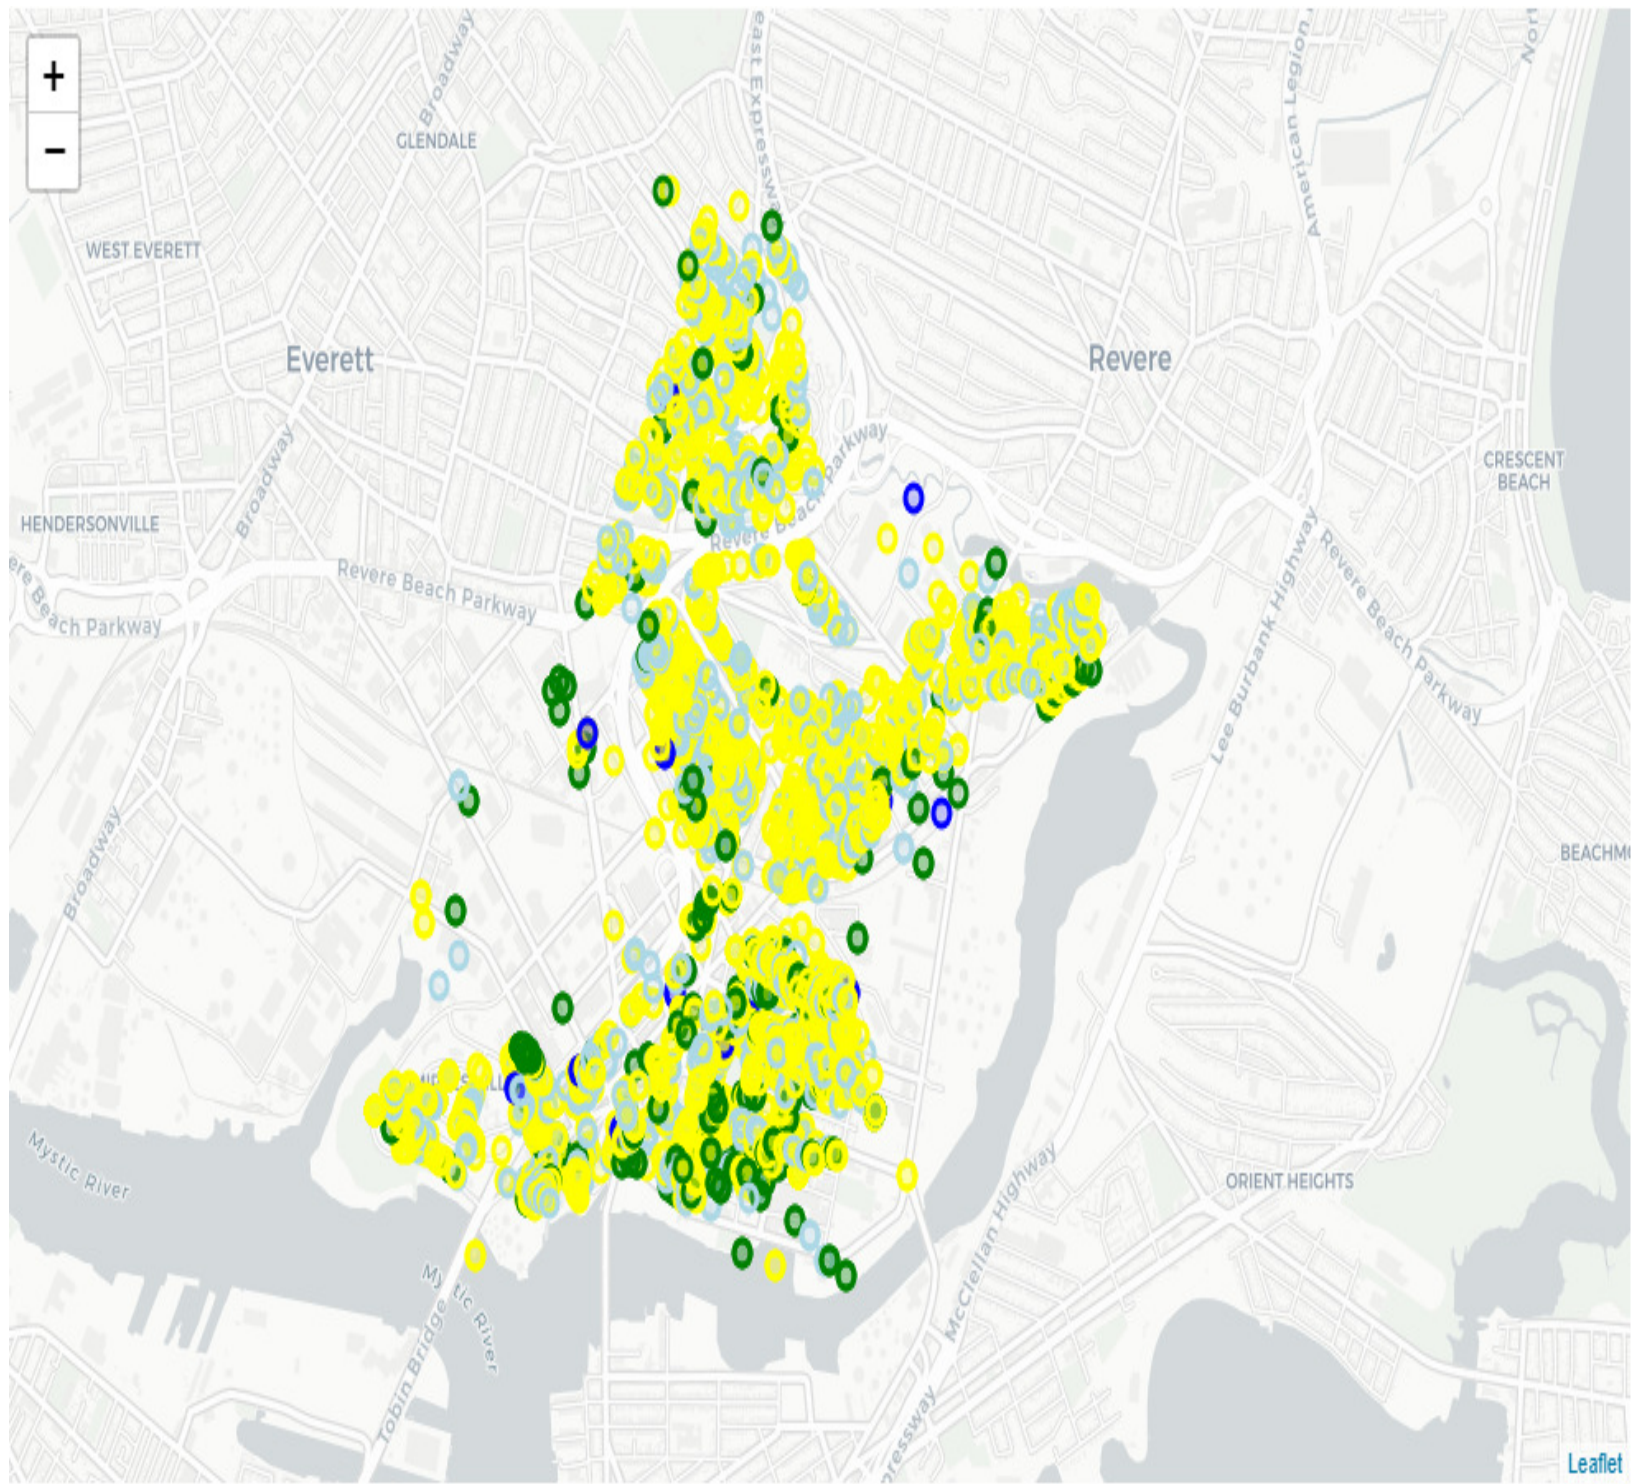 +
−
Broadway
east Expressway
American Legion
GLENDALE
WEST EVERETT
Everett
Revere
Broadway
Revere Beach Parkway
CRESCENT
BEACH
HENDERSONVILLE
Revere Beach Parkway
ere Beach Parkway
Lee Burbank Highway
Revere Beach Parkway
Broadway
BEACHM
Mystic River
McClellan Highway
ORIENT HEIGHTS
Mystic River
Tobin Bridge
pressway
Leaflet